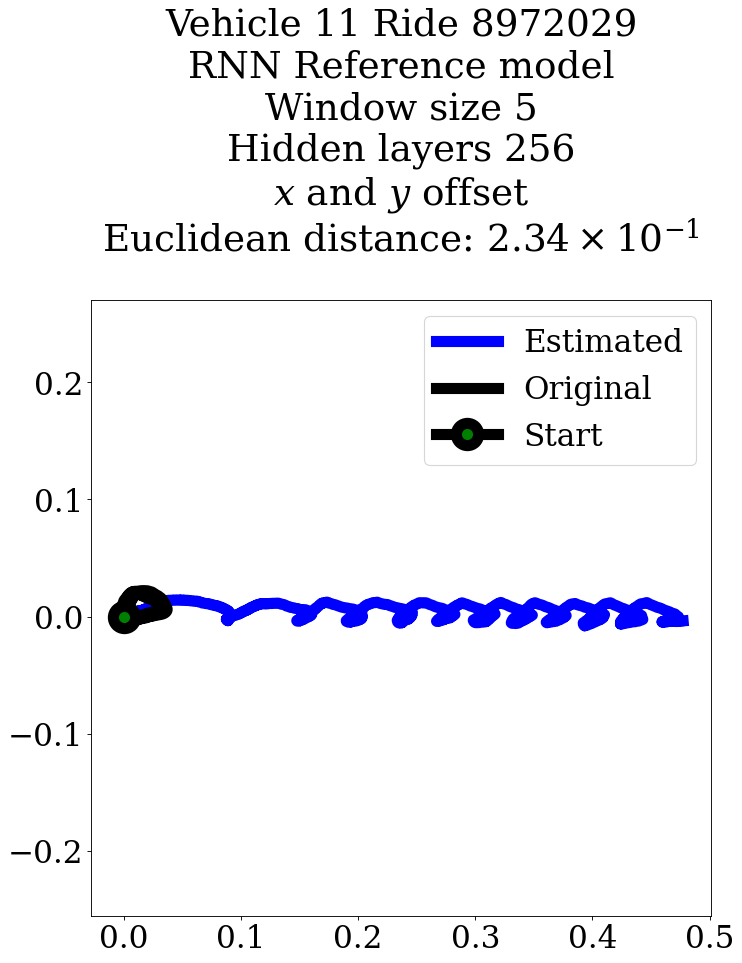 Vehicle 11 Ride 8972029
RNN Reference model
Window size 5
Hidden layers 256
x and y offset
Euclidean distance: 2.34 × 10⁻¹
Estimated
Original
Start
0.2
0.1
0.0
−0.1
−0.2
0.0 0.1 0.2 0.3 0.4 0.5